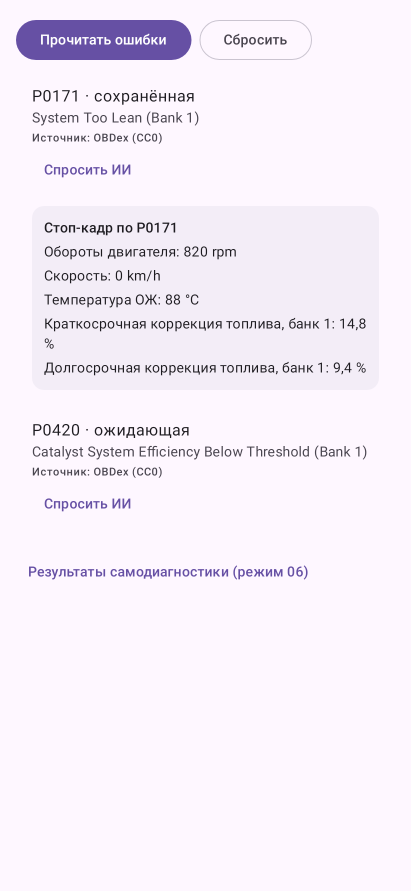 Прочитать ошибки
Сбросить
P0171 · сохранённая
System Too Lean (Bank 1)
Источник: OBDex (CC0)
Спросить ИИ
Стоп-кадр по P0171
Обороты двигателя: 820 rpm
Скорость: 0 km/h
Температура ОЖ: 88 °C
Краткосрочная коррекция топлива, банк 1: 14,8
%
Долгосрочная коррекция топлива, банк 1: 9,4 %
P0420 · ожидающая
Catalyst System Efficiency Below Threshold (Bank 1)
Источник: OBDex (CC0)
Спросить ИИ
Результаты самодиагностики (режим 06)